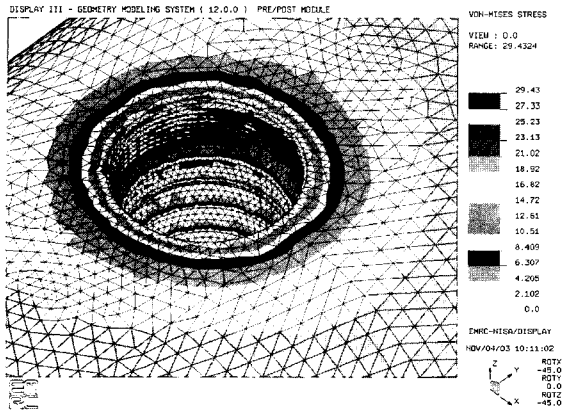 DISPLAY III - GEOMETRY MODELING SYSTEM ( 12.0.0 ) PRE/POST MODULE
VON-MISES STRESS
VIEW : 0.0
RANGE: 29.4324
29.43
27.33
25.23
23.13
21.02
18.92
16.82
14.72
12.61
10.51
8.409
6.307
4.205
2.102
0.0
EMRC-NISA/DISPLAY
NOV/04/03 10:11:02
Z
Y
X
ROTX
-45.0
ROTY
0.0
ROTZ
-45.0